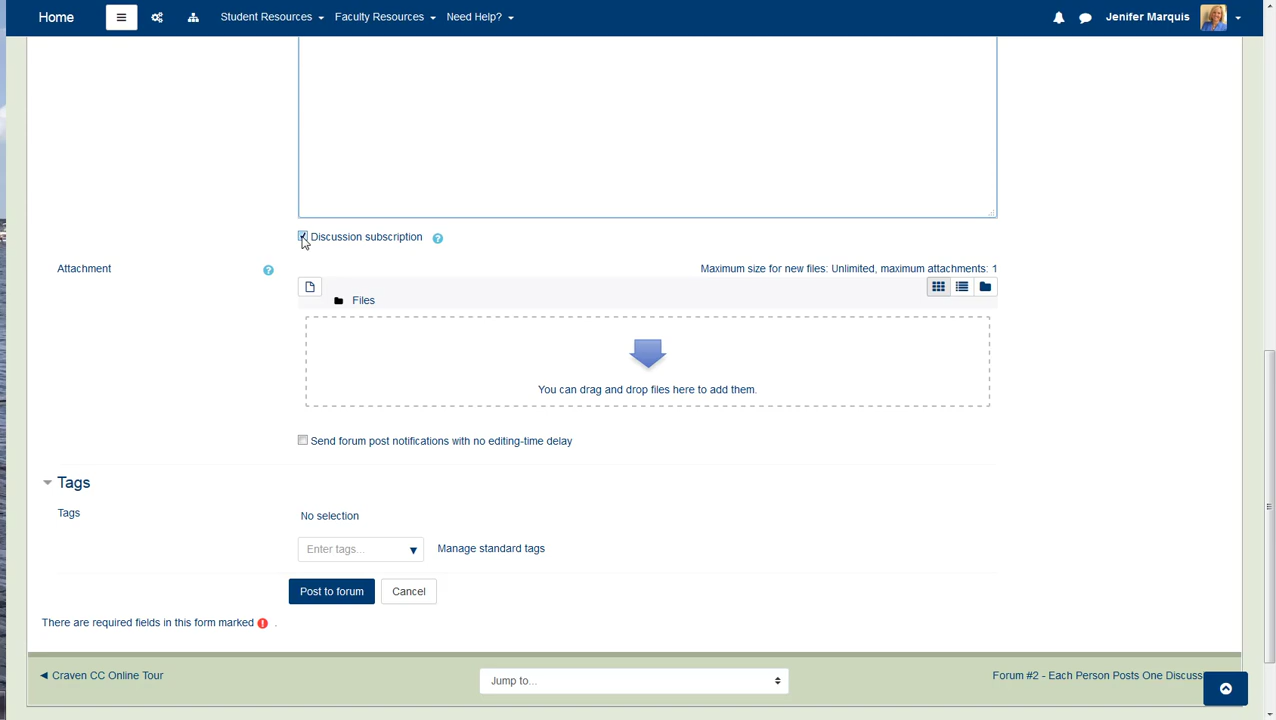 Home Student Resources Faculty Resources Need Help? Jenifer Marquis
Discussion subscription
Attachment Maximum size for new files: Unlimited, maximum attachments: 1
Files
You can drag and drop files here to add them.
Send forum post notifications with no editing-time delay
Tags
Tags No selection
Enter tags... Manage standard tags
Post to forum Cancel
There are required fields in this form marked .
◄ Craven CC Online Tour Jump to... Forum #2 - Each Person Posts One Discuss